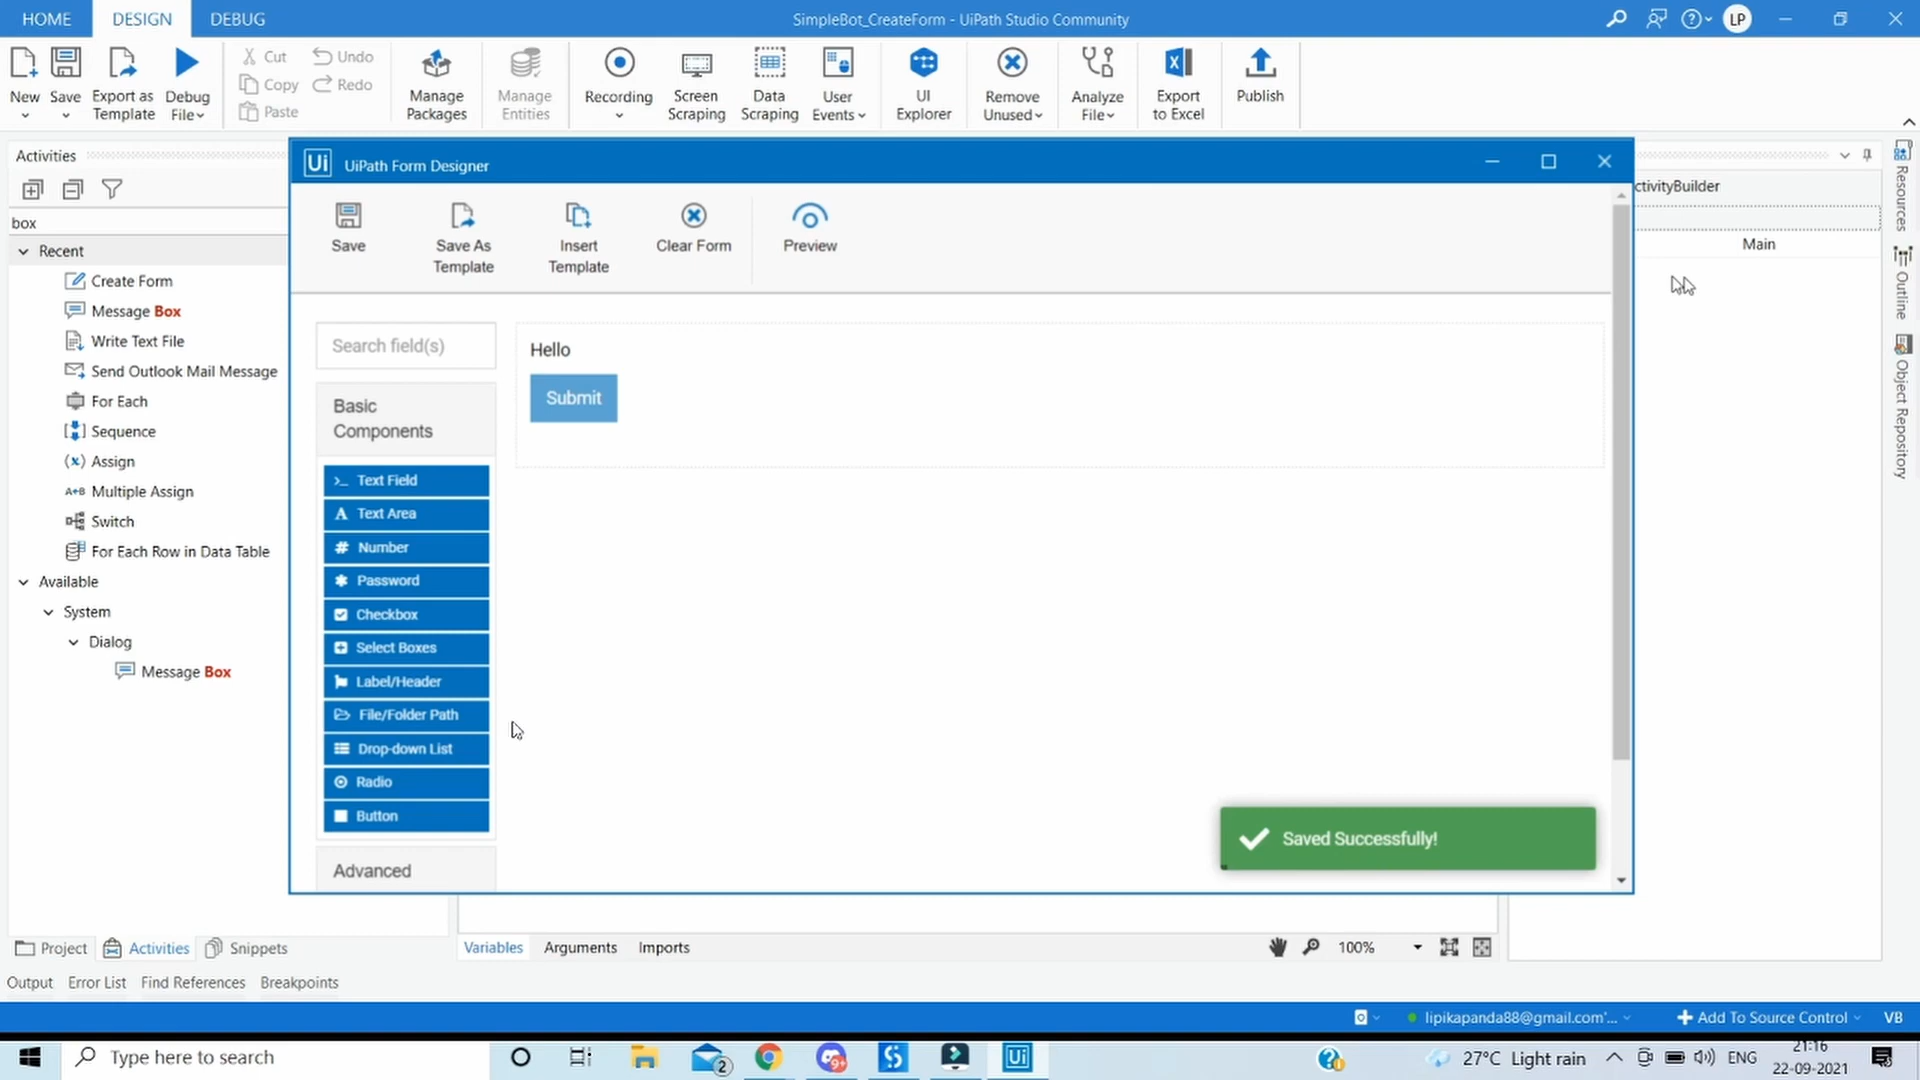 HOME DESIGN DEBUG
SimpleBot_CreateForm - UiPath Studio Community
LP
New
Save
Export as
Template
Debug
File
Cut
Copy
Paste
Undo
Redo
Manage
Packages
Manage
Entities
Recording
Screen
Scraping
Data
Scraping
User
Events
UI
Explorer
Remove
Unused
Analyze
File
Export
to Excel
Publish
Activities
box
Recent
Create Form
Message Box
Write Text File
Send Outlook Mail Message
For Each
Sequence
Assign
Multiple Assign
Switch
For Each Row in Data Table
Available
System
Dialog
Message Box
Ui UiPath Form Designer
Save
Save As
Template
Insert
Template
Clear Form
Preview
Search field(s)
Basic
Components
Text Field
Text Area
Number
Password
Checkbox
Select Boxes
Label/Header
File/Folder Path
Drop-down List
Radio
Button
Advanced
Hello
Submit
Saved Successfully!
ctivityBuilder
Main
Resources
Outline
Object Repository
Project Activities Snippets
Variables Arguments Imports
100%
Output Error List Find References Breakpoints
lipikapanda88@gmail.com'...
Add To Source Control
VB
Type here to search
2
9+
Ui
27°C Light rain
ENG
21:16
22-09-2021